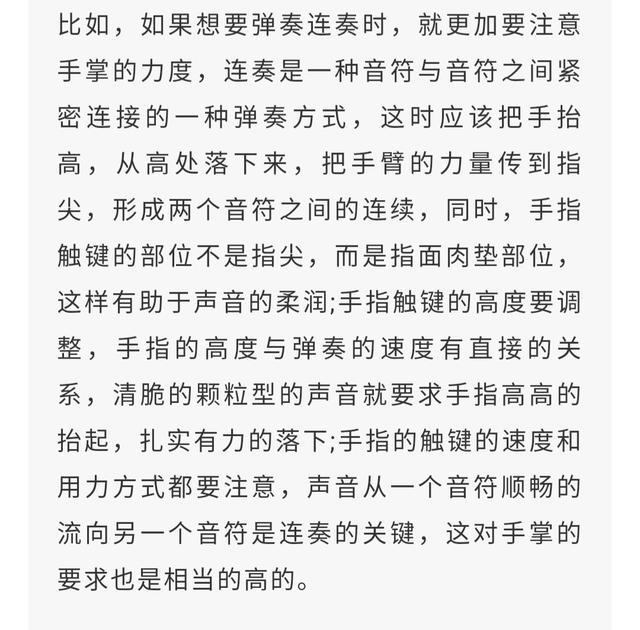 比如，如果想要弹奏连奏时，就更加要注意
手掌的力度，连奏是一种音符与音符之间紧
密连接的一种弹奏方式，这时应该把手抬
高，从高处落下来，把手臂的力量传到指
尖，形成两个音符之间的连续，同时，手指
触键的部位不是指尖，而是指面肉垫部位，
这样有助于声音的柔润;手指触键的高度要调
整，手指的高度与弹奏的速度有直接的关
系，清脆的颗粒型的声音就要求手指高高的
抬起，扎实有力的落下;手指的触键的速度和
用力方式都要注意，声音从一个音符顺畅的
流向另一个音符是连奏的关键，这对手掌的
要求也是相当的高的。